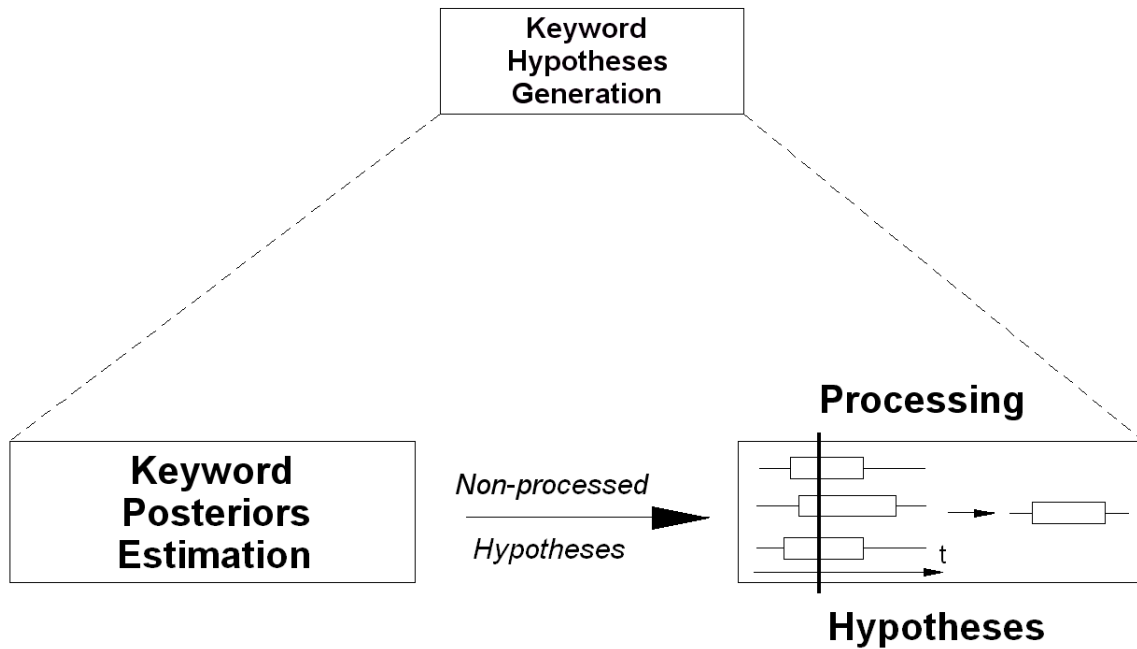 Keyword
Hypotheses
Generation
Processing
Keyword
Posteriors
Estimation
Non-processed
Hypotheses
t
Hypotheses